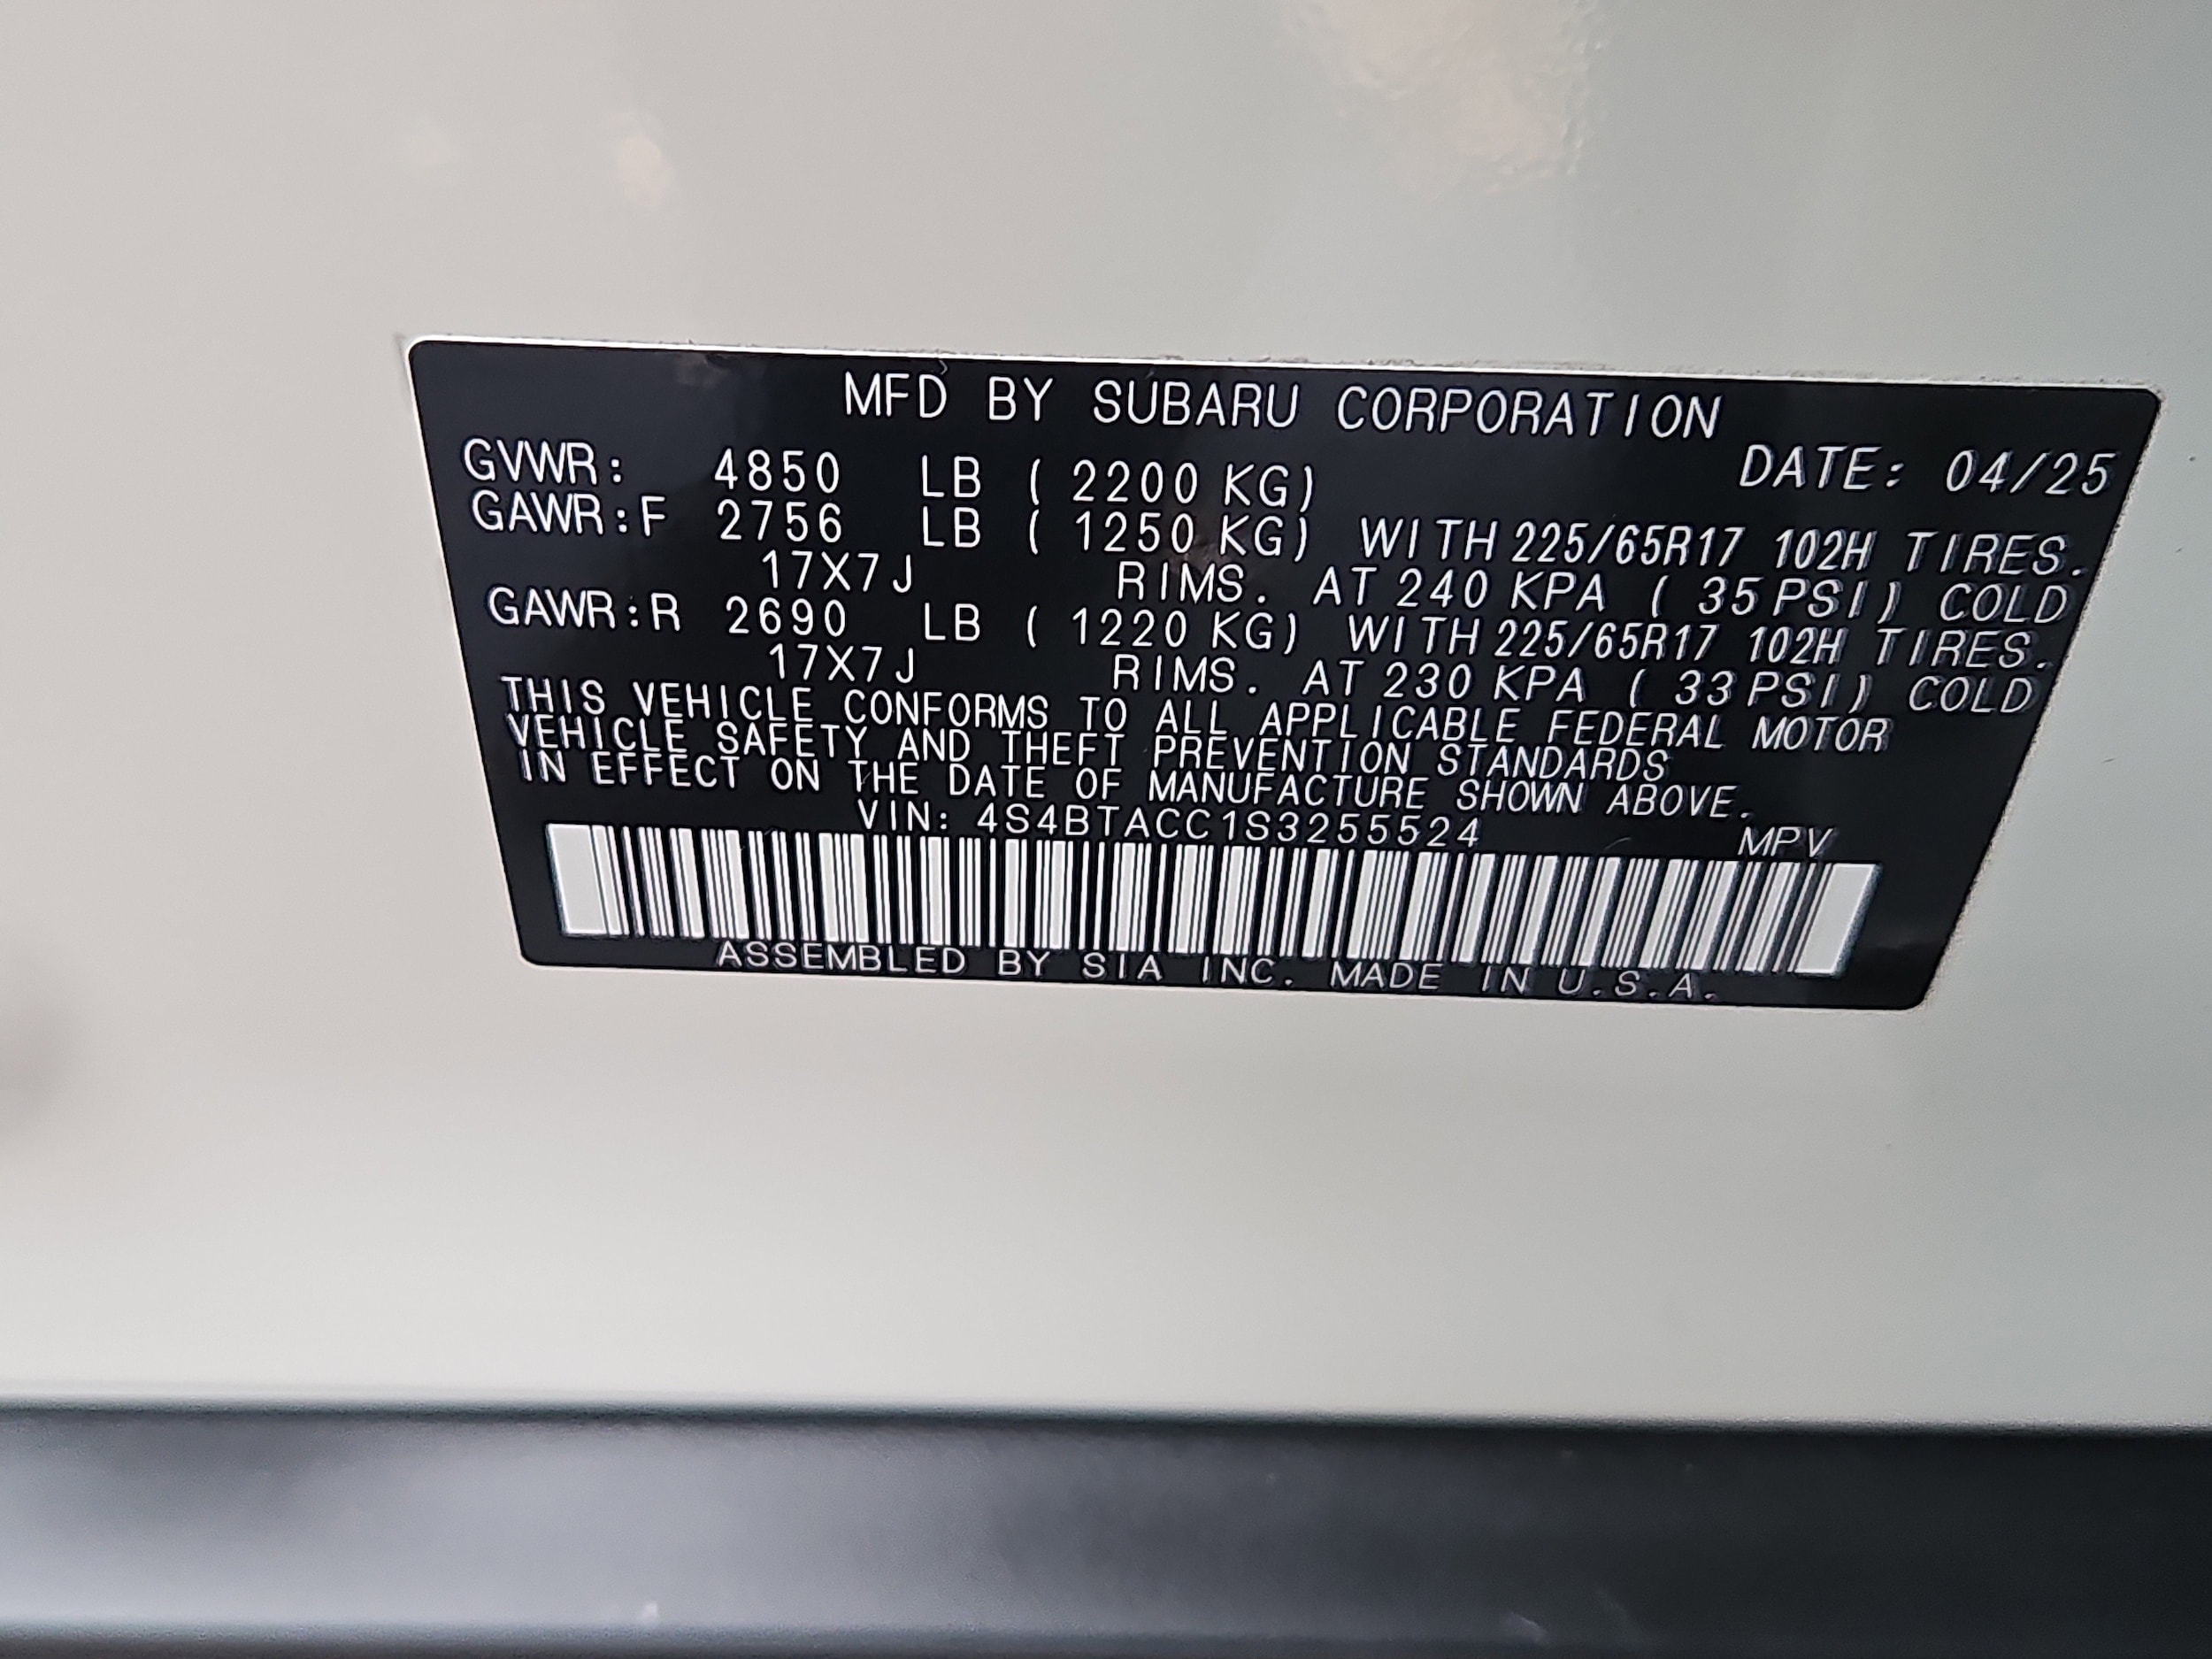 MFD BY SUBARU CORPORATION
DATE: 04/25
GVWR: 4850 LB ( 2200 KG)
GAWR:F 2756 LB ( 1250 KG) WITH 225/65R17 102H TIRES.
17X7J RIMS. AT 240 KPA ( 35 PSI) COLD
GAWR:R 2690 LB ( 1220 KG) WITH 225/65R17 102H TIRES.
17X7J RIMS. AT 230 KPA ( 33 PSI) COLD
THIS VEHICLE CONFORMS TO ALL APPLICABLE FEDERAL MOTOR
VEHICLE SAFETY AND THEFT PREVENTION STANDARDS
IN EFFECT ON THE DATE OF MANUFACTURE SHOWN ABOVE.
VIN: 4S4BTACC1S3255524 MPV
ASSEMBLED BY SIA INC. MADE IN U.S.A.